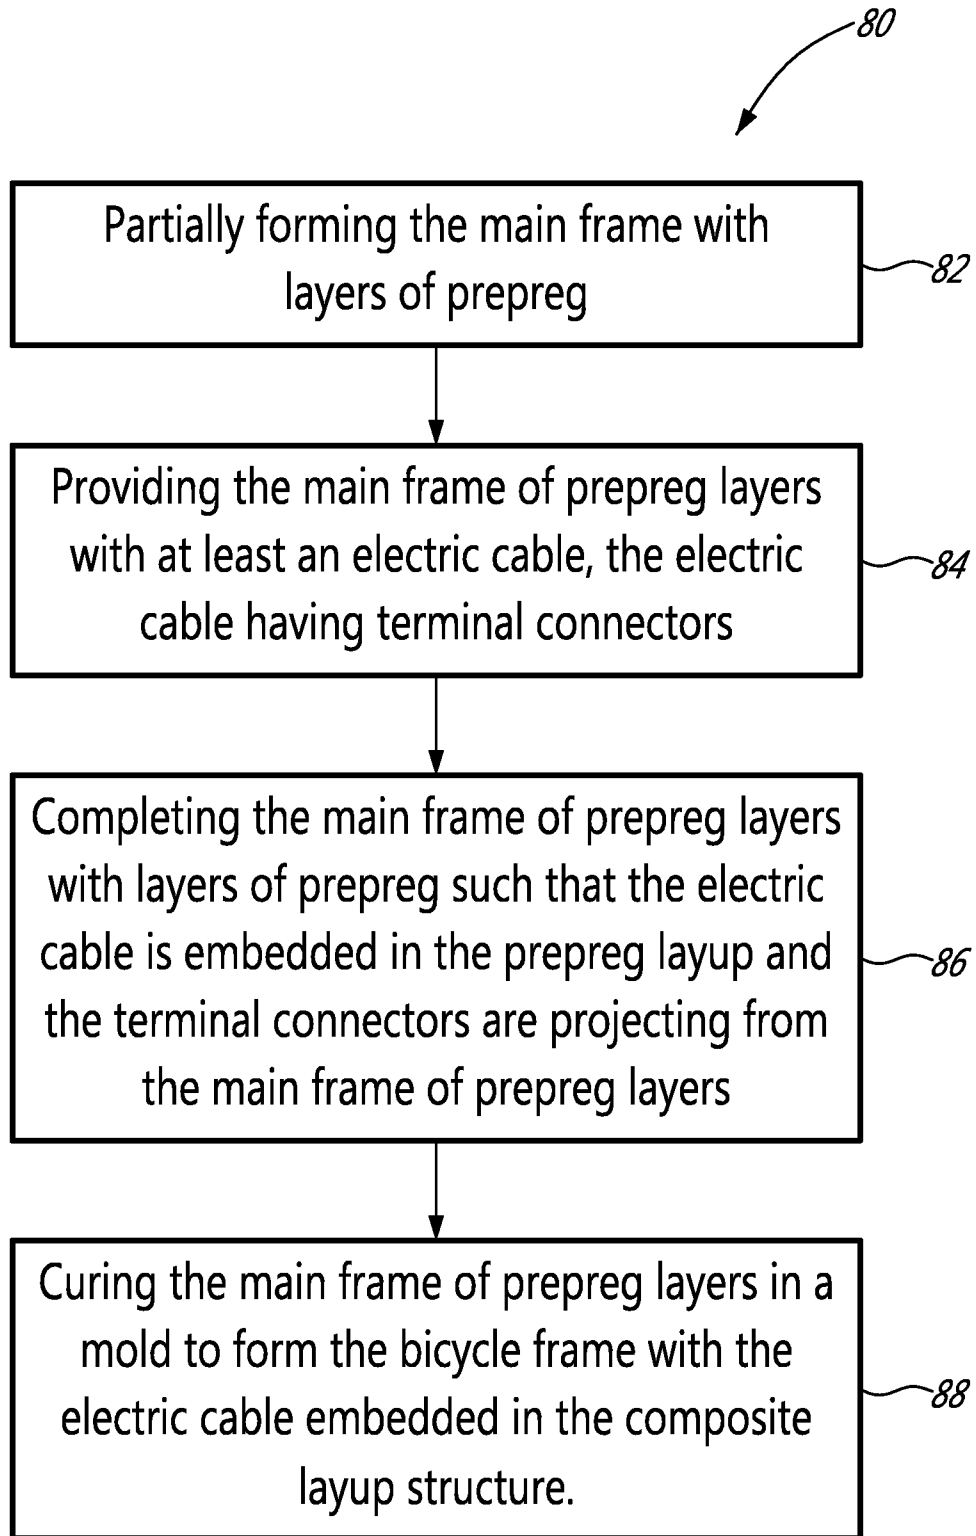 80
Partially forming the main frame with
layers of prepreg
82
Providing the main frame of prepreg layers
with at least an electric cable, the electric
cable having terminal connectors
84
Completing the main frame of prepreg layers
with layers of prepreg such that the electric
cable is embedded in the prepreg layup and
the terminal connectors are projecting from
the main frame of prepreg layers
86
Curing the main frame of prepreg layers in a
mold to form the bicycle frame with the
electric cable embedded in the composite
layup structure.
88